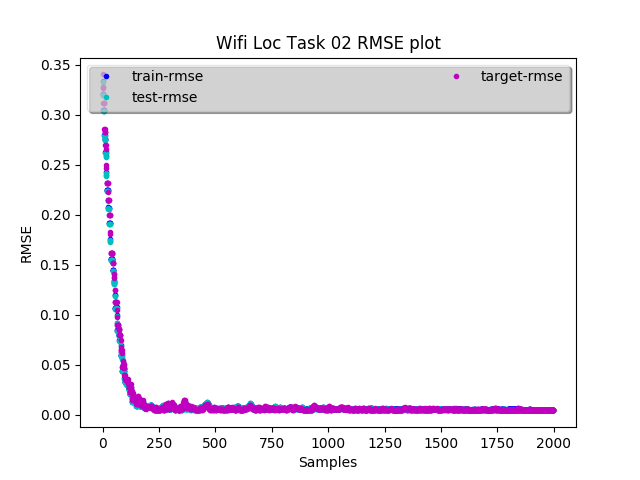 Wifi Loc Task 02 RMSE plot
train-rmse
test-rmse
target-rmse
RMSE
0.35
0.30
0.25
0.20
0.15
0.10
0.05
0.00
0 250 500 750 1000 1250 1500 1750 2000
Samples